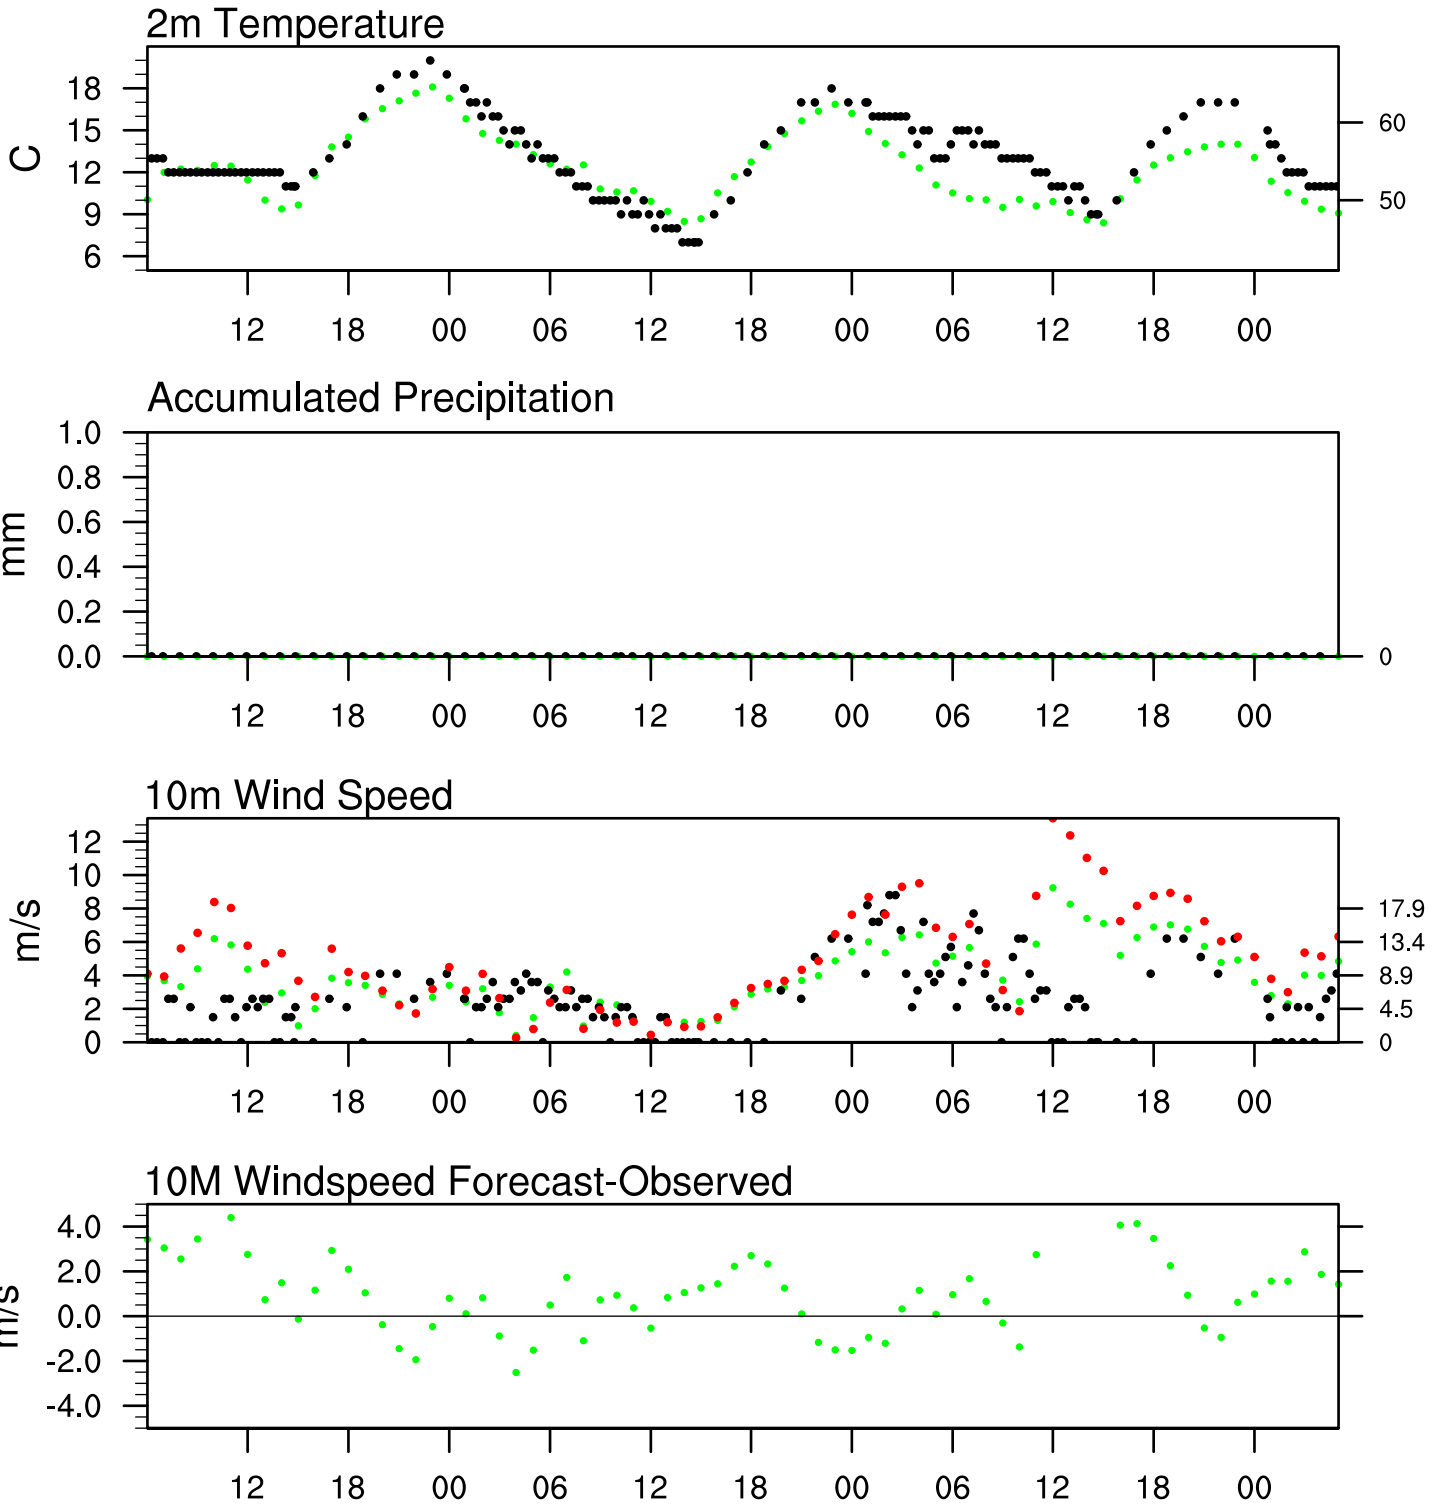 2m Temperature
18
15
12
9
6
C
60
50
12 18 00 06 12 18 00 06 12 18 00
Accumulated Precipitation
1.0
0.8
0.6
0.4
0.2
0.0
mm
0
12 18 00 06 12 18 00 06 12 18 00
10m Wind Speed
12
10
8
6
4
2
0
m/s
17.9
13.4
8.9
4.5
0
12 18 00 06 12 18 00 06 12 18 00
10M Windspeed Forecast-Observed
4.0
2.0
0.0
-2.0
-4.0
m/s
12 18 00 06 12 18 00 06 12 18 00